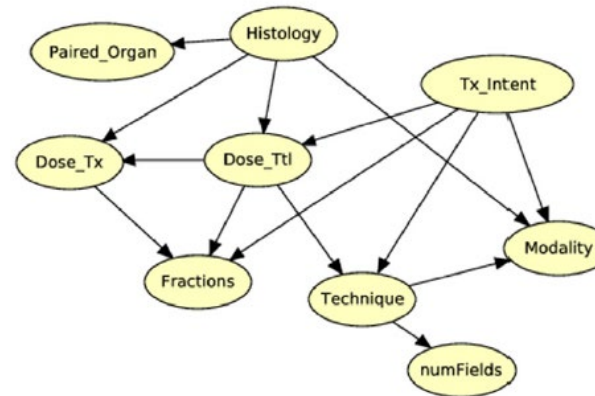 Histology
Paired_Organ
Tx_Intent
Dose_Tx
Dose_Ttl
Modality
Fractions
Technique
numFields